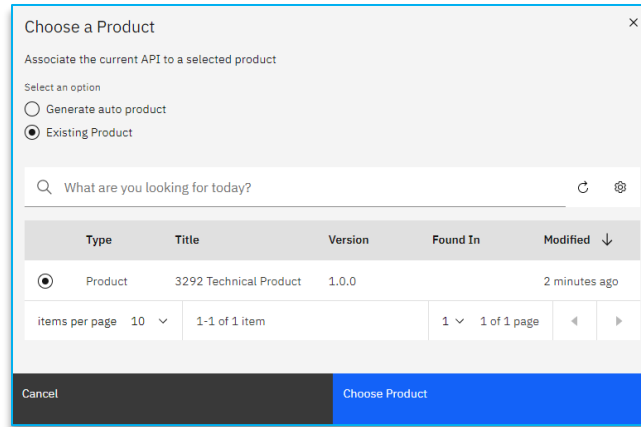 Choose a Product
Associate the current API to a selected product
Select an option
Generate auto product
Existing Product
What are you looking for today?
Type Title Version Found In Modified
Product 3292 Technical Product 1.0.0 2 minutes ago
items per page 10 1-1 of 1 item 1 1 of 1 page
Cancel Choose Product